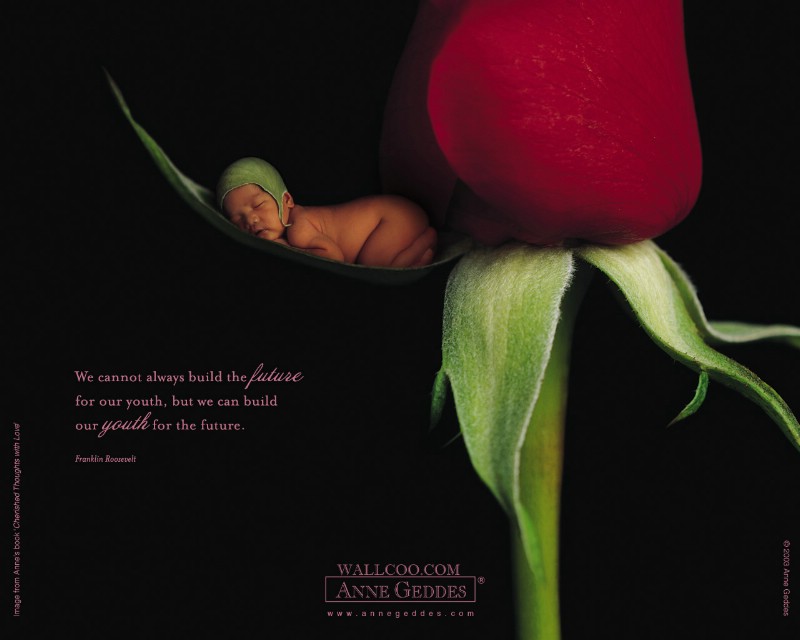 We cannot always build the future
for our youth, but we can build
our youth for the future.
Franklin Roosevelt
Image from Anne's book 'Cherished Thoughts with Love'
WALLCOO.COM
ANNE GEDDES®
www.annegeddes.com
© 2003 Anne Geddes